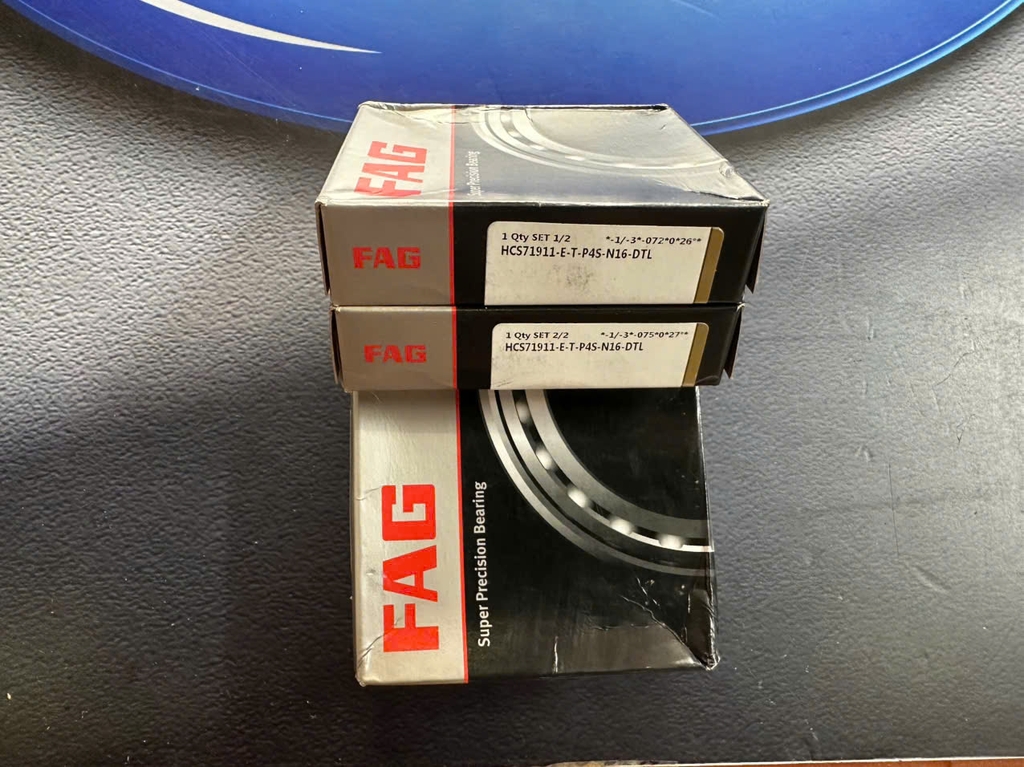 FAG
Super Precision Bearing
FAG
1 Qty SET 1/2 *-1/-3*-072*0*26**
HCS71911-E-T-P4S-N16-DTL
FAG
1 Qty SET 2/2 *-1/-3*-075*0*27**
HCS71911-E-T-P4S-N16-DTL
FAG
Super Precision Bearing